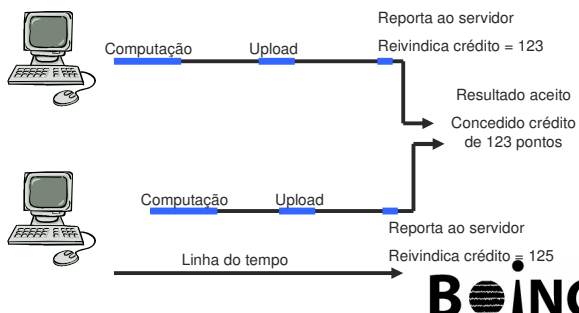 Reporta ao servidor
Computação
Upload
Reivindica crédito = 123
Resultado aceito
Concedido crédito
de 123 pontos
Computação
Upload
Reporta ao servidor
Linha do tempo
Reivindica crédito = 125